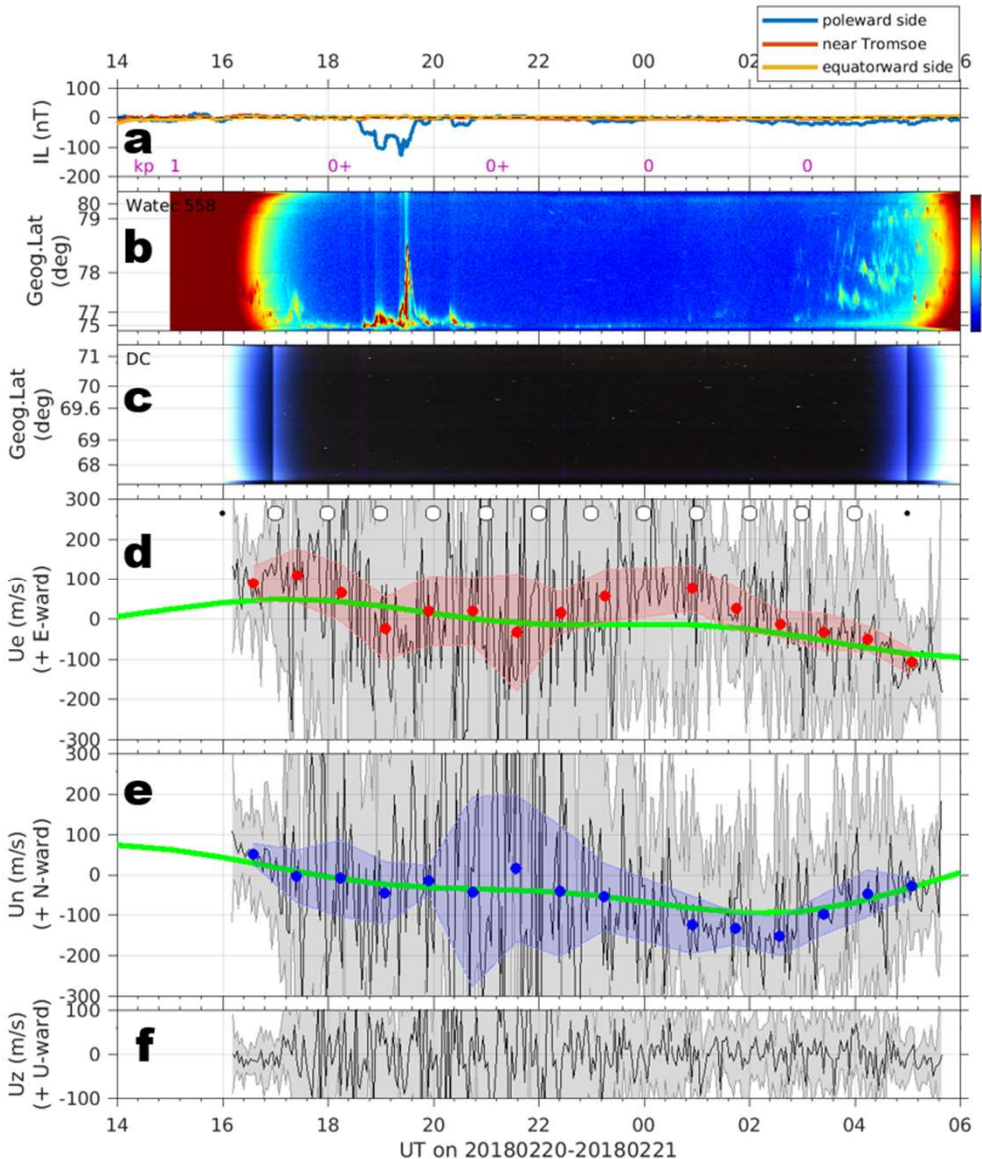 poleward side
near Tromsoe
equatorward side
14 16 18 20 22 00 02 6
100
0
-100
-200
IL (nT)
a
kp 1 0+ 0+ 0 0
Watec 558
80
79
78
77
75
Geog.Lat
(deg)
b
DC
71
70
69.6
69
68
Geog.Lat
(deg)
c
300
200
100
0
-100
-200
-300
Ue (m/s)
(+ E-ward)
d
300
200
100
0
-100
-200
-300
Un (m/s)
(+ N-ward)
e
100
0
-100
Uz (m/s)
(+ U-ward)
f
14 16 18 20 22 00 02 04 06
UT on 20180220-20180221